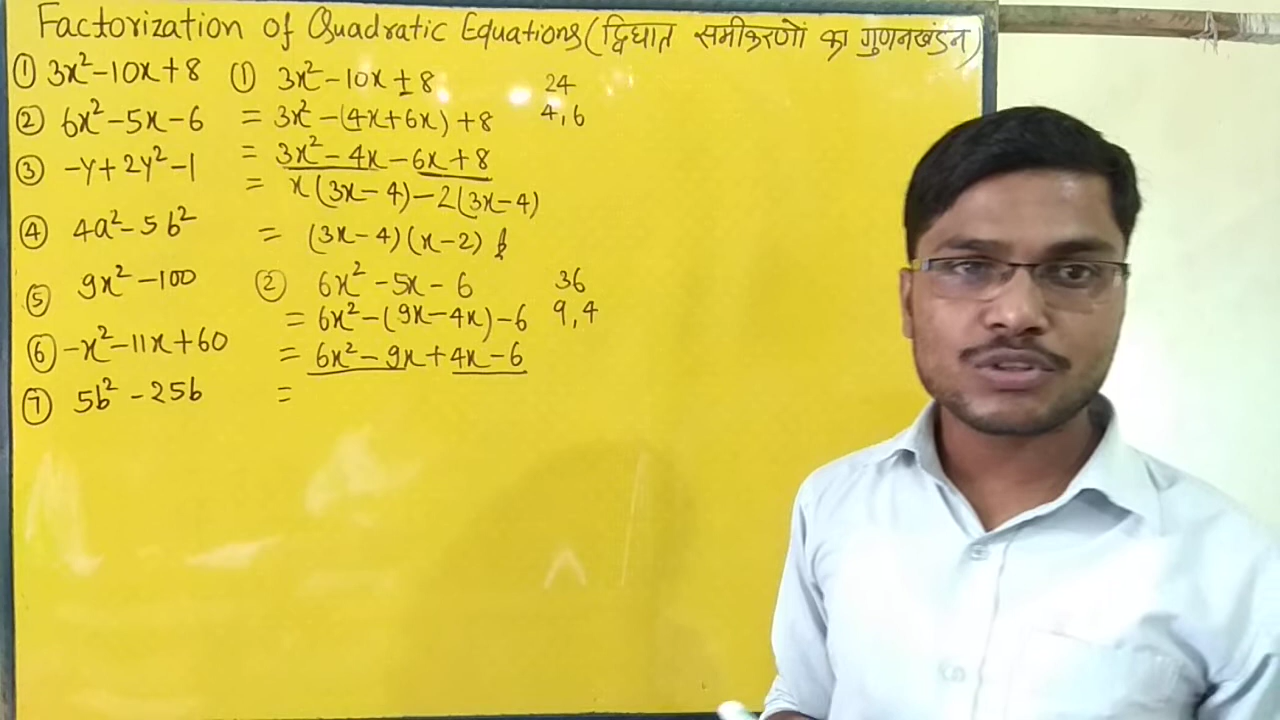 Factorization of Quadratic Equations (द्विघात समीकरणों का गुणनखंडन)
① 3x²-10x+8
② 6x²-5x-6
③ -y+2y²-1
④ 4a²-5b²
⑤ 9x²-100
⑥ -x²-11x+60
⑦ 5b²-25b
① 3x²-10x+8
24
= 3x²-(4x+6x)+8
4,6
= 3x²-4x-6x+8
= x(3x-4)-2(3x-4)
= (3x-4)(x-2)
② 6x²-5x-6
36
= 6x²-(9x-4x)-6
9,4
= 6x²-9x+4x-6
=